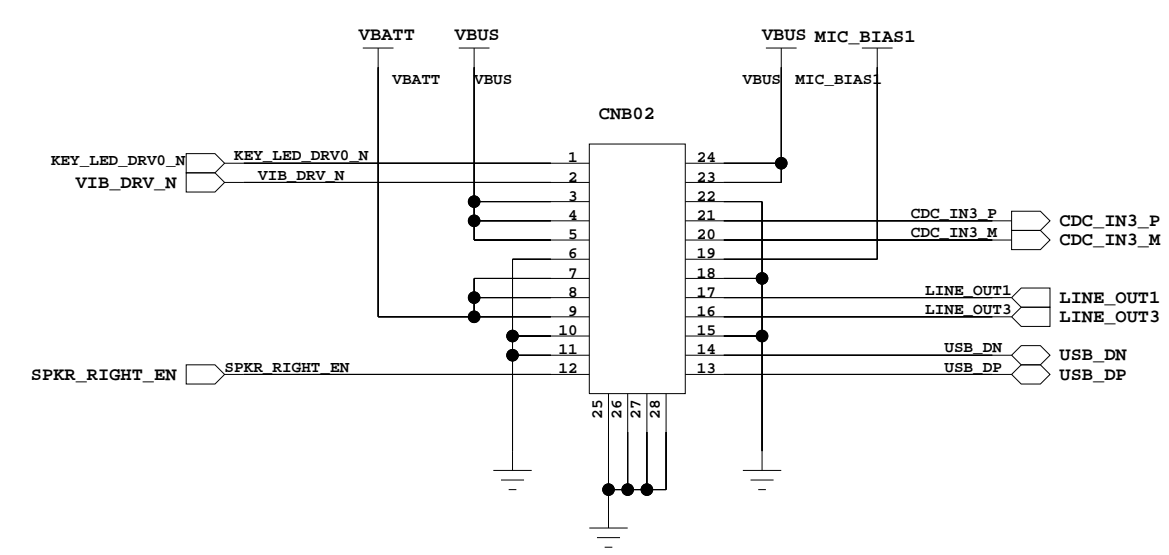 VBATT VBUS VBUS MIC_BIAS1
VBATT VBUS VBUS MIC_BIAS1
CNB02
KEY_LED_DRV0_N KEY_LED_DRV0_N 1 24
VIB_DRV_N VIB_DRV_N 2 23
3 22
4 21 CDC_IN3_P CDC_IN3_P
5 20 CDC_IN3_M CDC_IN3_M
6 19
7 18
8 17 LINE_OUT1 LINE_OUT1
9 16 LINE_OUT3 LINE_OUT3
10 15
11 14 USB_DN USB_DN
SPKR_RIGHT_EN SPKR_RIGHT_EN 12 13 USB_DP USB_DP
25 26 27 28